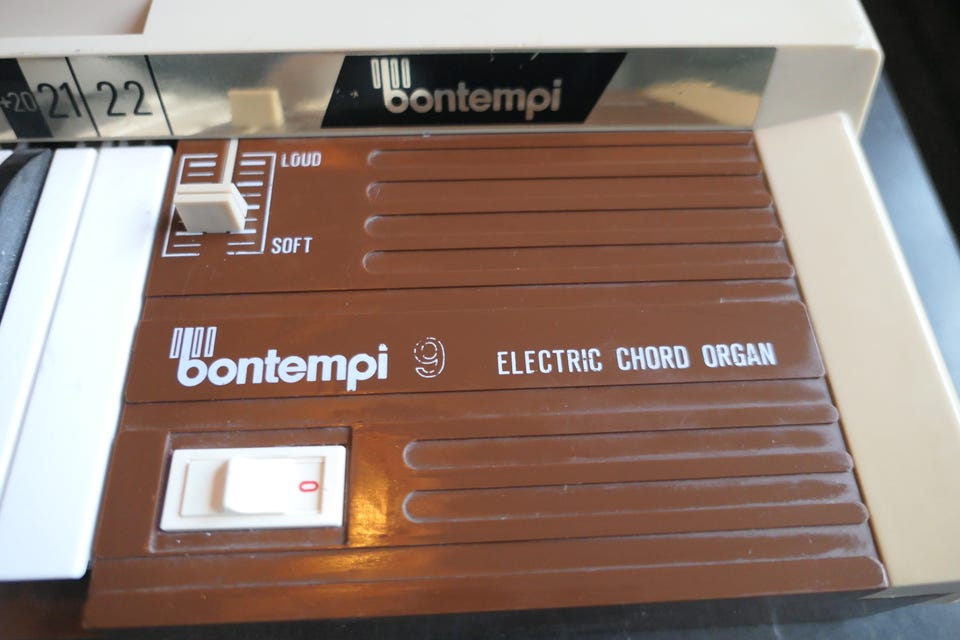 +20 21 22
bontempi
LOUD
SOFT
bontempi 9 ELECTRIC CHORD ORGAN
0